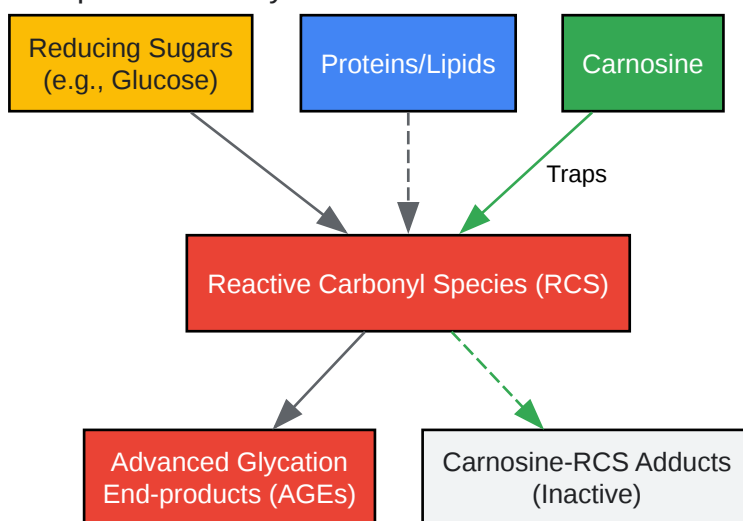 Reducing Sugars
(e.g., Glucose)
Proteins/Lipids
Carnosine
Traps
Reactive Carbonyl Species (RCS)
Advanced Glycation
End-products (AGEs)
Carnosine-RCS Adducts
(Inactive)